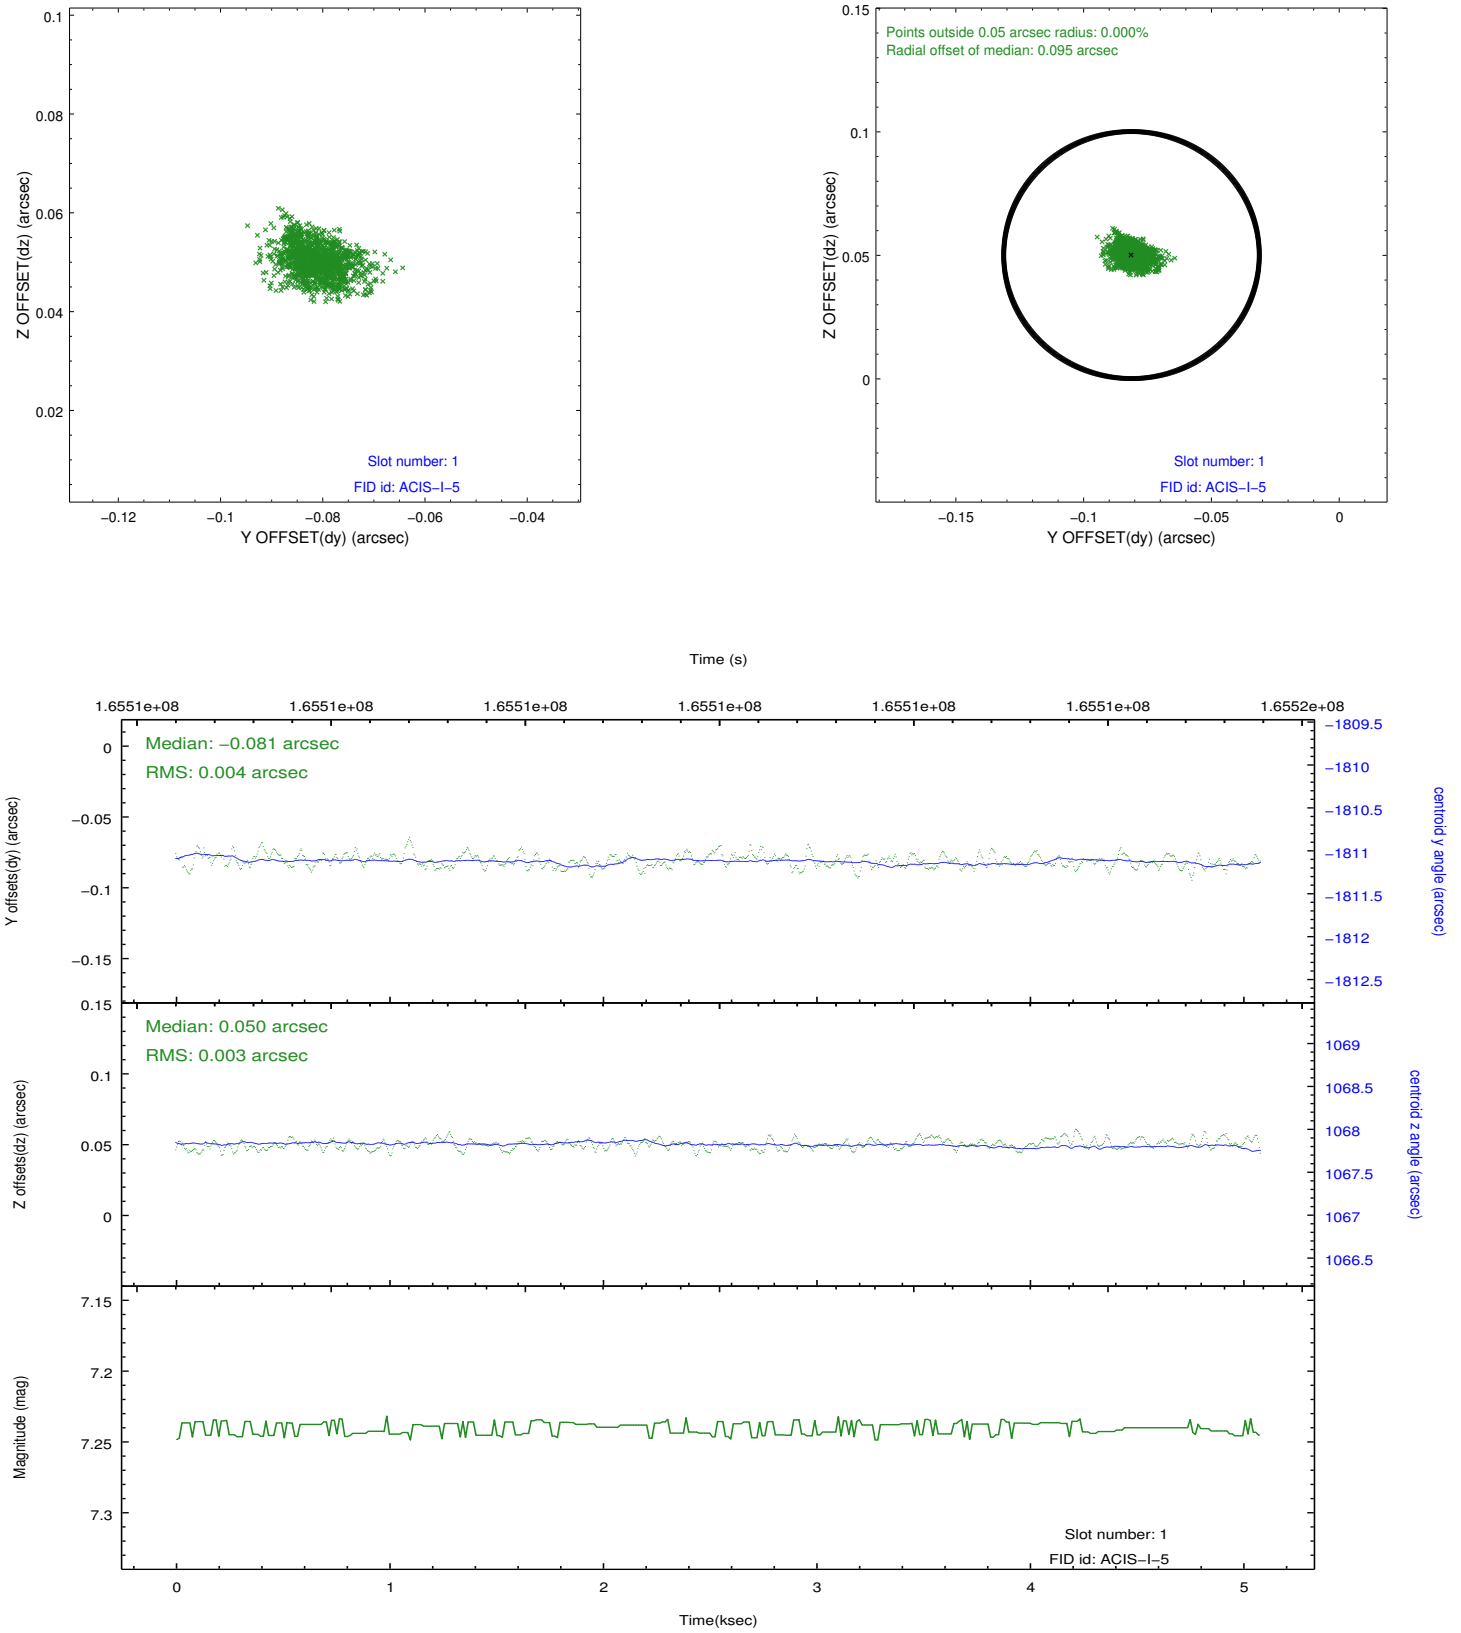 0.1
0.08
0.06
0.04
0.02
Z OFFSET(dz) (arcsec)
Slot number: 1
FID id: ACIS−I−5
−0.12 −0.1 −0.08 −0.06 −0.04
Y OFFSET(dy) (arcsec)
Points outside 0.05 arcsec radius: 0.000%
Radial offset of median: 0.095 arcsec
0.15
0.1
0.05
0
Z OFFSET(dz) (arcsec)
Slot number: 1
FID id: ACIS−I−5
−0.15 −0.1 −0.05 0
Y OFFSET(dy) (arcsec)
Time (s)
1.6551e+08 1.6551e+08 1.6551e+08 1.6551e+08 1.6551e+08 1.6551e+08 1.6552e+08
Median: −0.081 arcsec
RMS: 0.004 arcsec
0
−0.05
−0.1
−0.15
Y offsets(dy) (arcsec)
−1809.5
−1810
−1810.5
−1811
−1811.5
−1812
−1812.5
centroid y angle (arcsec)
Median: 0.050 arcsec
RMS: 0.003 arcsec
0.15
0.1
0.05
0
Z offsets(dz) (arcsec)
1069
1068.5
1068
1067.5
1067
1066.5
centroid z angle (arcsec)
7.15
7.2
7.25
7.3
Magnitude (mag)
Slot number: 1
FID id: ACIS−I−5
0 1 2 3 4 5
Time(ksec)